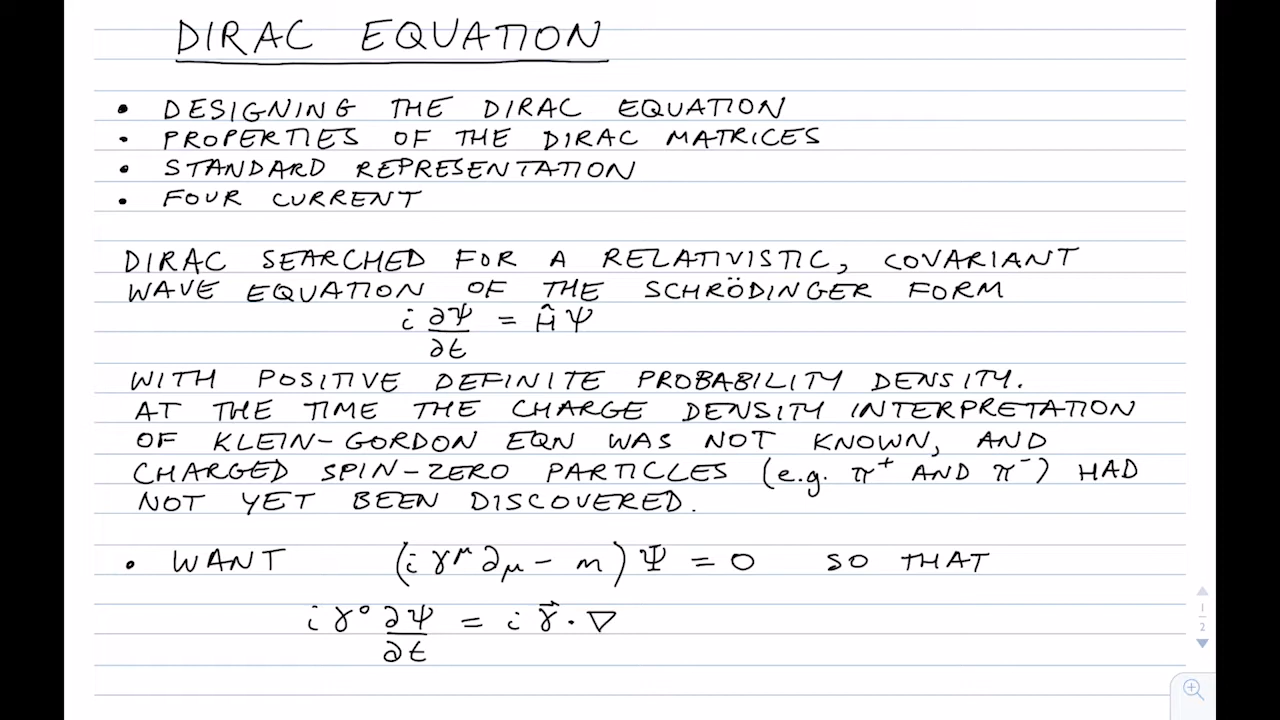 DIRAC EQUATION
• DESIGNING THE DIRAC EQUATION
• PROPERTIES OF THE DIRAC MATRICES
• STANDARD REPRESENTATION
• FOUR CURRENT
DIRAC SEARCHED FOR A RELATIVISTIC, COVARIANT
WAVE EQUATION OF THE SCHRÖDINGER FORM
i ∂Ψ/∂t = ĤΨ
WITH POSITIVE DEFINITE PROBABILITY DENSITY.
AT THE TIME THE CHARGE DENSITY INTERPRETATION
OF KLEIN-GORDON EQN WAS NOT KNOWN, AND
CHARGED SPIN-ZERO PARTICLES (e.g. π⁺ AND π⁻) HAD
NOT YET BEEN DISCOVERED.
• WANT (i γ^μ ∂_μ - m) Ψ = 0 SO THAT
i γ⁰ ∂Ψ/∂t = i γ⃗ · ∇
1
2